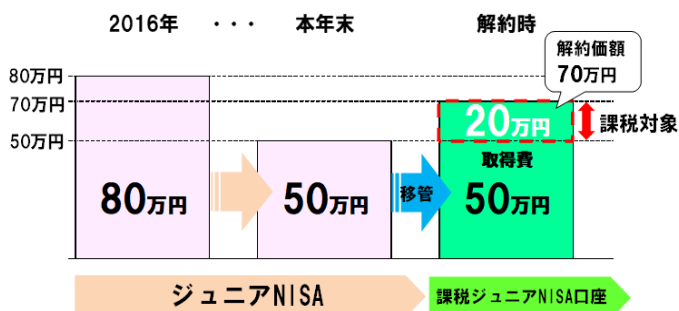 2016年 ・・・ 本年末 解約時
解約価額
70万円
80万円
70万円
50万円
20万円
課税対象
取得費
80万円
50万円
移管
50万円
ジュニアNISA
課税ジュニアNISA口座